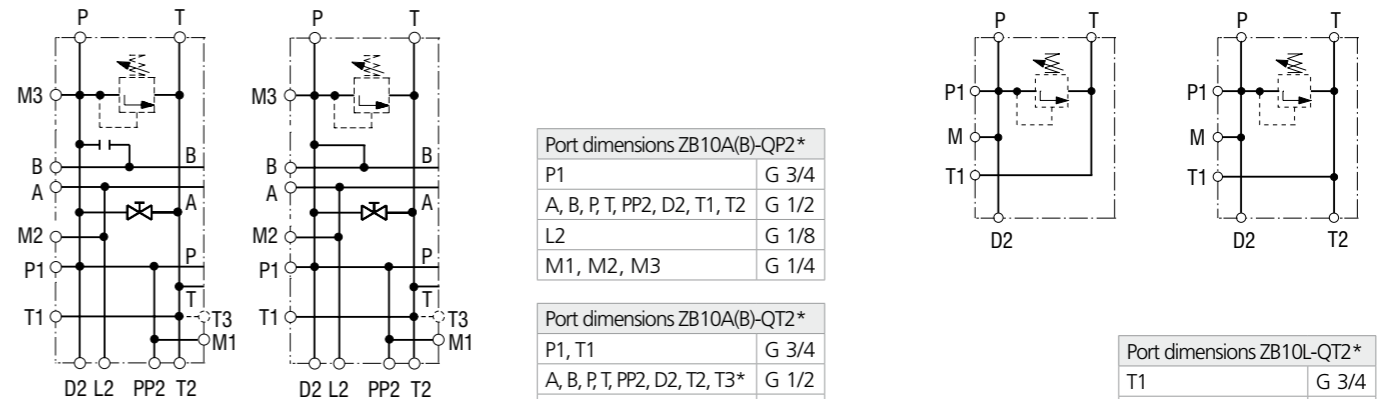 P T
M3
B B
A A
M2
P1 P
T
T1 T3
M1
D2 L2 PP2 T2
P T
M3
B B
A A
M2
P1 P
T
T1 T3
M1
D2 L2 PP2 T2
Port dimensions ZB10A(B)-QP2*
P1 G 3/4
A, B, P, T, PP2, D2, T1, T2 G 1/2
L2 G 1/8
M1, M2, M3 G 1/4
Port dimensions ZB10A(B)-QT2*
P1, T1 G 3/4
A, B, P, T, PP2, D2, T2, T3* G 1/2
P T
P1
M
T1
D2
P T
P1
M
T1
D2 T2
Port dimensions ZB10L-QT2*
T1 G 3/4